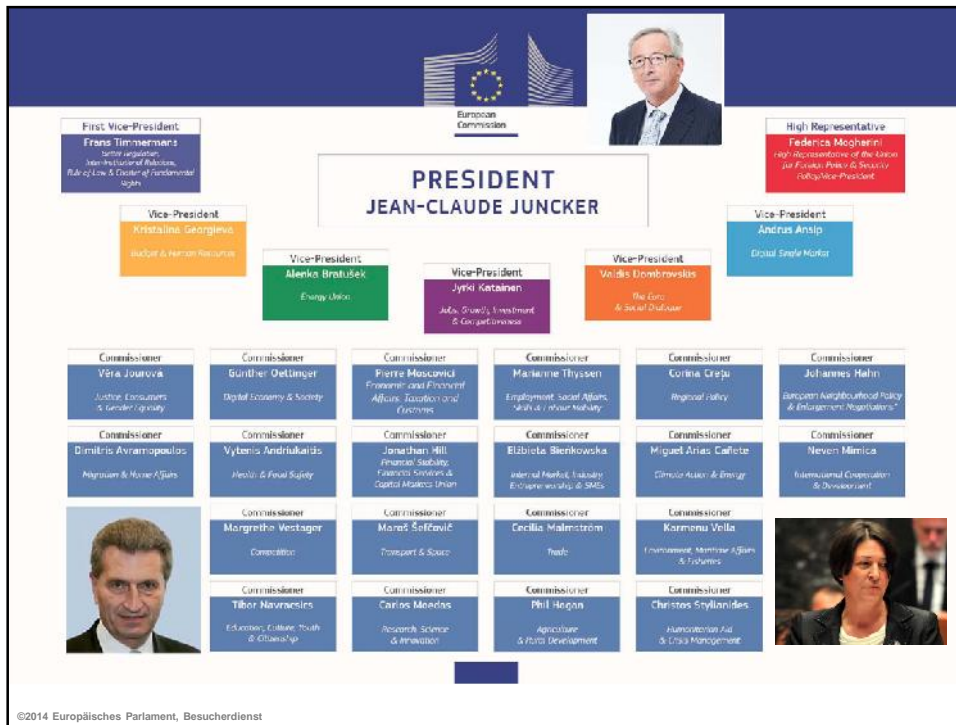 European
Commission
First Vice-President
Frans Timmermans
Better Regulation,
Inter-Institutional Relations,
Rule of Law & Charter of Fundamental
Rights
High Representative
Federica Mogherini
High Representative of the Union
for Foreign Policy & Security
Policy/Vice-President
PRESIDENT
JEAN-CLAUDE JUNCKER
Vice-President
Kristalina Georgieva
Budget & Human Resources
Vice-President
Andrus Ansip
Digital Single Market
Vice-President
Alenka Bratušek
Energy Union
Vice-President
Jyrki Katainen
Jobs, Growth, Investment
& Competitiveness
Vice-President
Valdis Dombrovskis
The Euro
& Social Dialogue
Commissioner
Věra Jourová
Justice, Consumers
& Gender Equality
Commissioner
Günther Oettinger
Digital Economy & Society
Commissioner
Pierre Moscovici
Economic and Financial
Affairs, Taxation and
Customs
Commissioner
Marianne Thyssen
Employment, Social Affairs,
Skills & Labour Mobility
Commissioner
Corina Crețu
Regional Policy
Commissioner
Johannes Hahn
European Neighbourhood Policy
& Enlargement Negotiations*
Commissioner
Dimitris Avramopoulos
Migration & Home Affairs
Commissioner
Vytenis Andriukaitis
Health & Food Safety
Commissioner
Jonathan Hill
Financial Stability,
Financial Services &
Capital Markets Union
Commissioner
Elżbieta Bieńkowska
Internal Market, Industry
Entrepreneurship & SMEs
Commissioner
Miguel Arias Cañete
Climate Action & Energy
Commissioner
Neven Mimica
International Cooperation
& Development
Commissioner
Margrethe Vestager
Competition
Commissioner
Maroš Šefčovič
Transport & Space
Commissioner
Cecilia Malmström
Trade
Commissioner
Karmenu Vella
Environment, Maritime Affairs
& Fisheries
Commissioner
Tibor Navracsics
Education, Culture, Youth
& Citizenship
Commissioner
Carlos Moedas
Research, Science
& Innovation
Commissioner
Phil Hogan
Agriculture
& Rural Development
Commissioner
Christos Stylianides
Humanitarian Aid
& Crisis Management
©2014 Europäisches Parlament, Besucherdienst